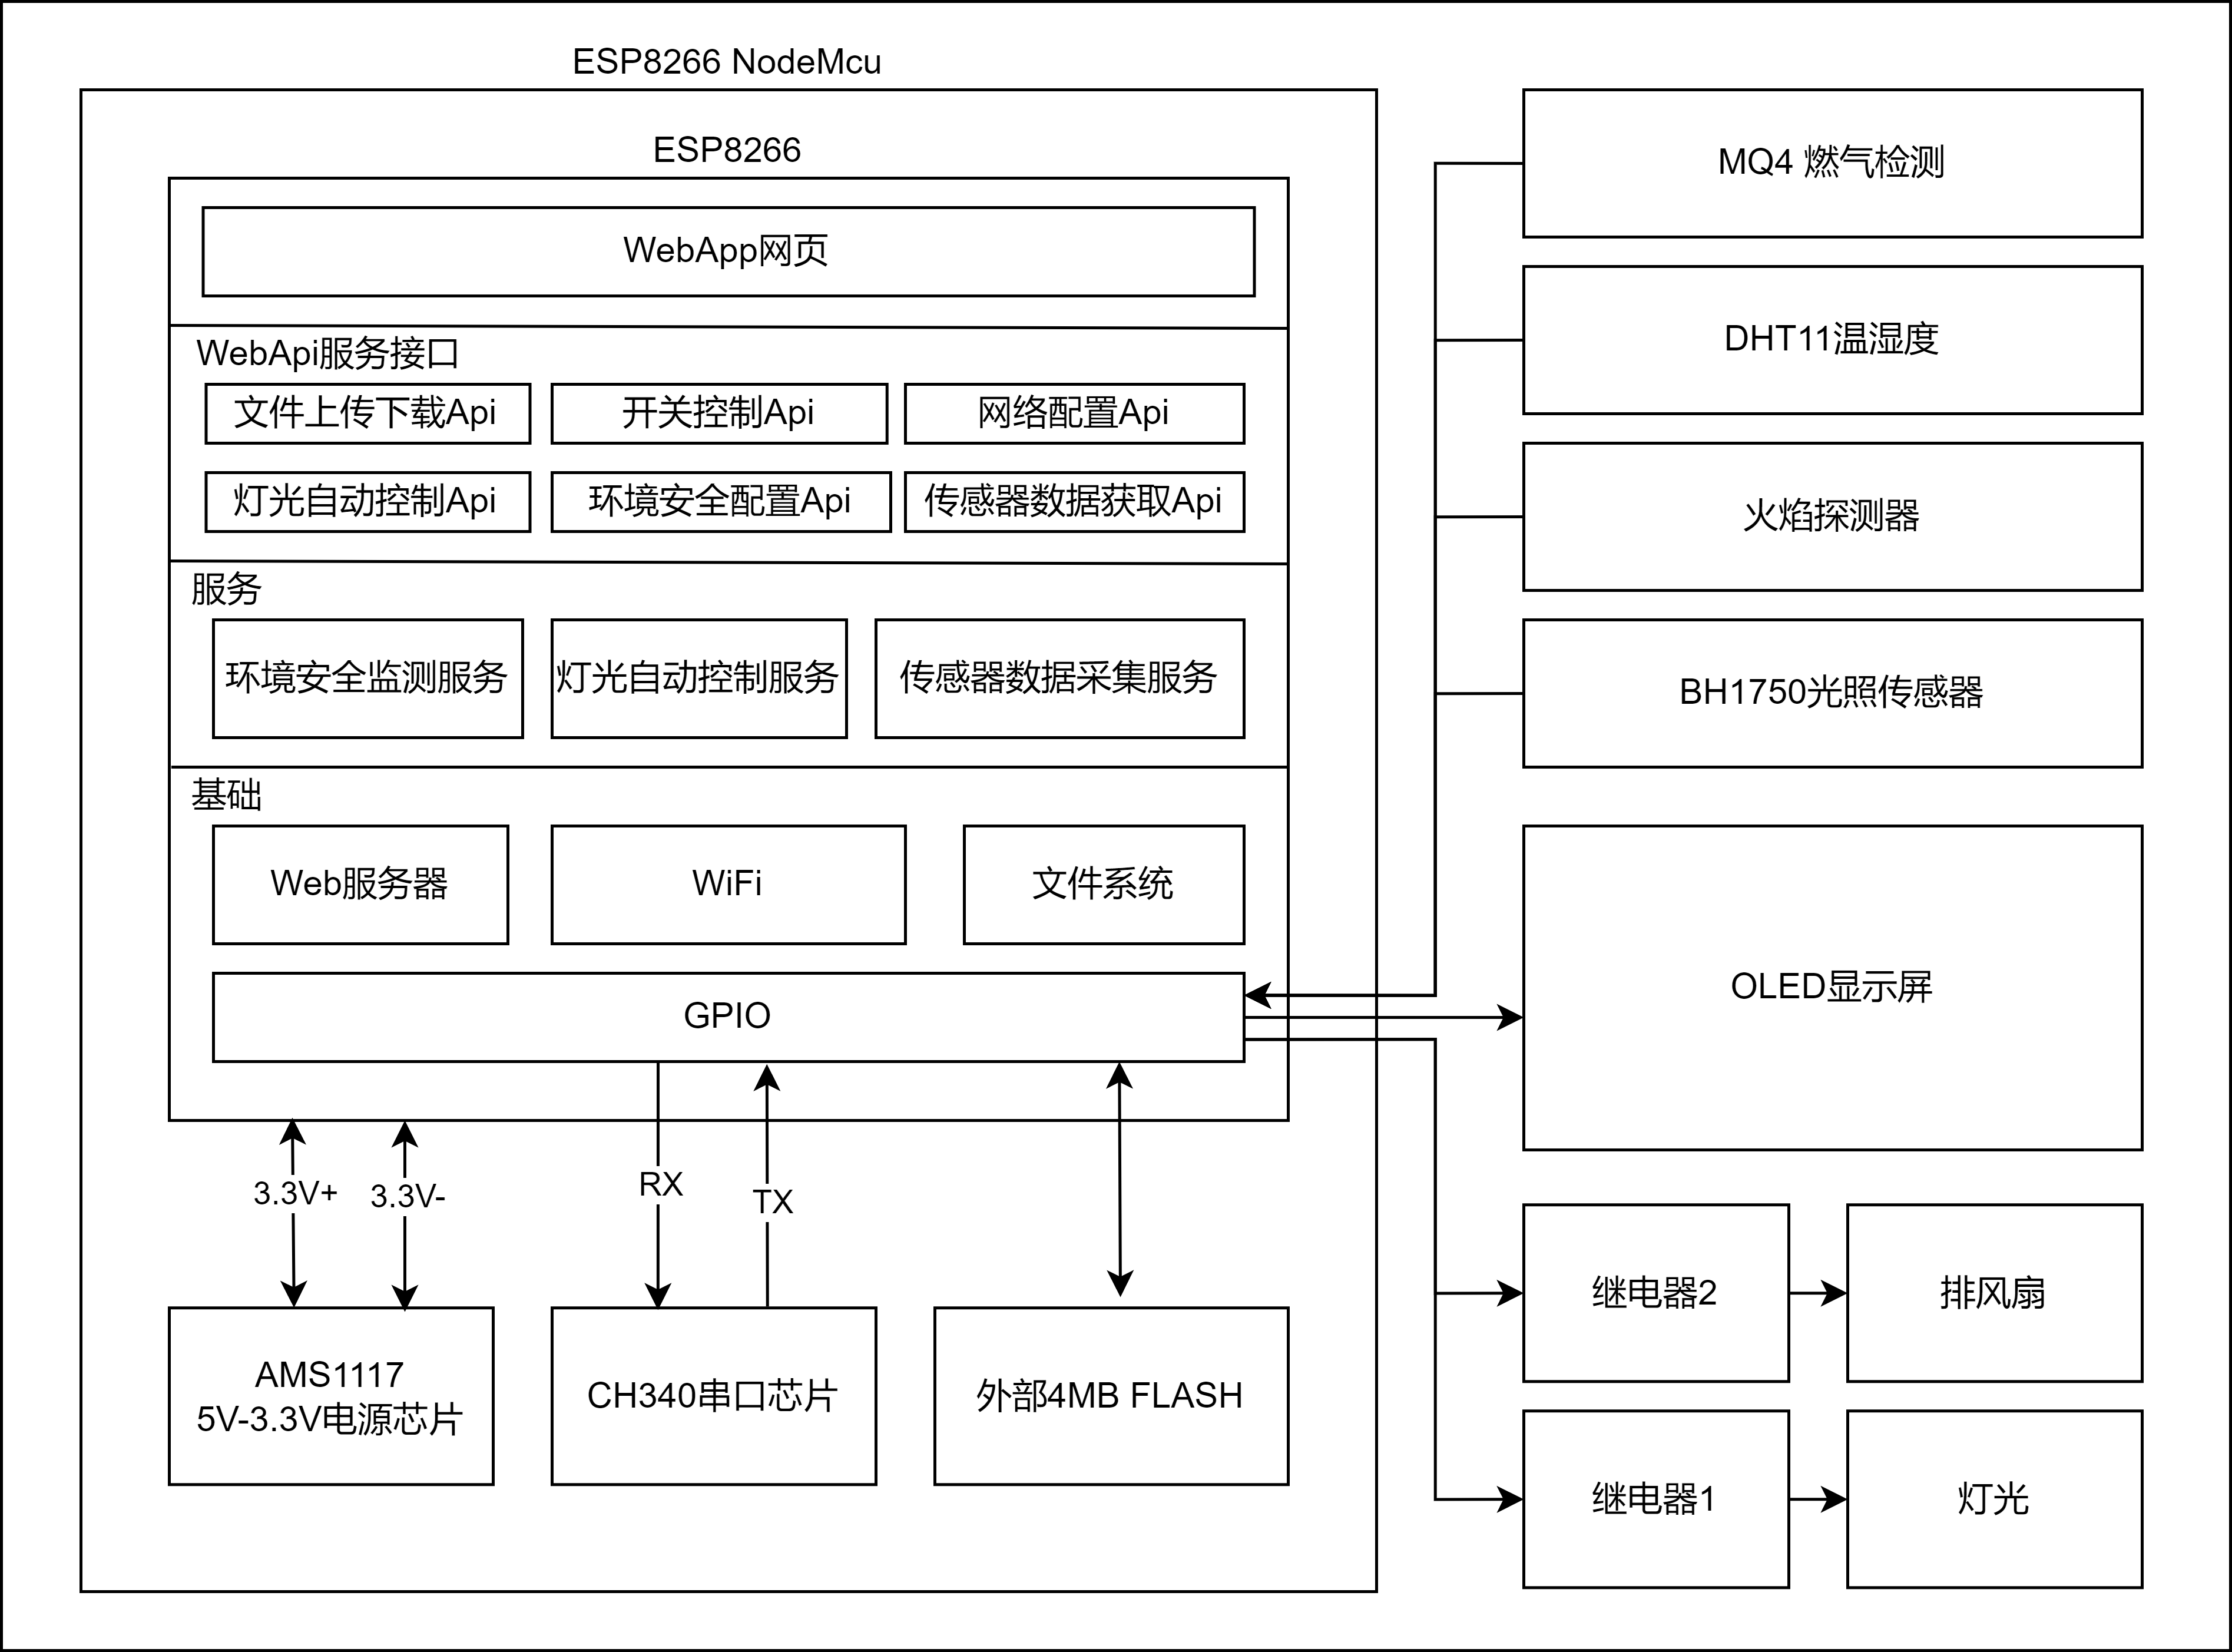 ESP8266 NodeMcu
ESP8266
WebApp网页
WebApi服务接口
文件上传下载Api
开关控制Api
网络配置Api
灯光自动控制Api
环境安全配置Api
传感器数据获取Api
服务
环境安全监测服务
灯光自动控制服务
传感器数据采集服务
基础
Web服务器
WiFi
文件系统
GPIO
3.3V+
3.3V-
RX
TX
AMS1117
5V-3.3V电源芯片
CH340串口芯片
外部4MB FLASH
MQ4 燃气检测
DHT11温湿度
火焰探测器
BH1750光照传感器
OLED显示屏
继电器2
排风扇
继电器1
灯光